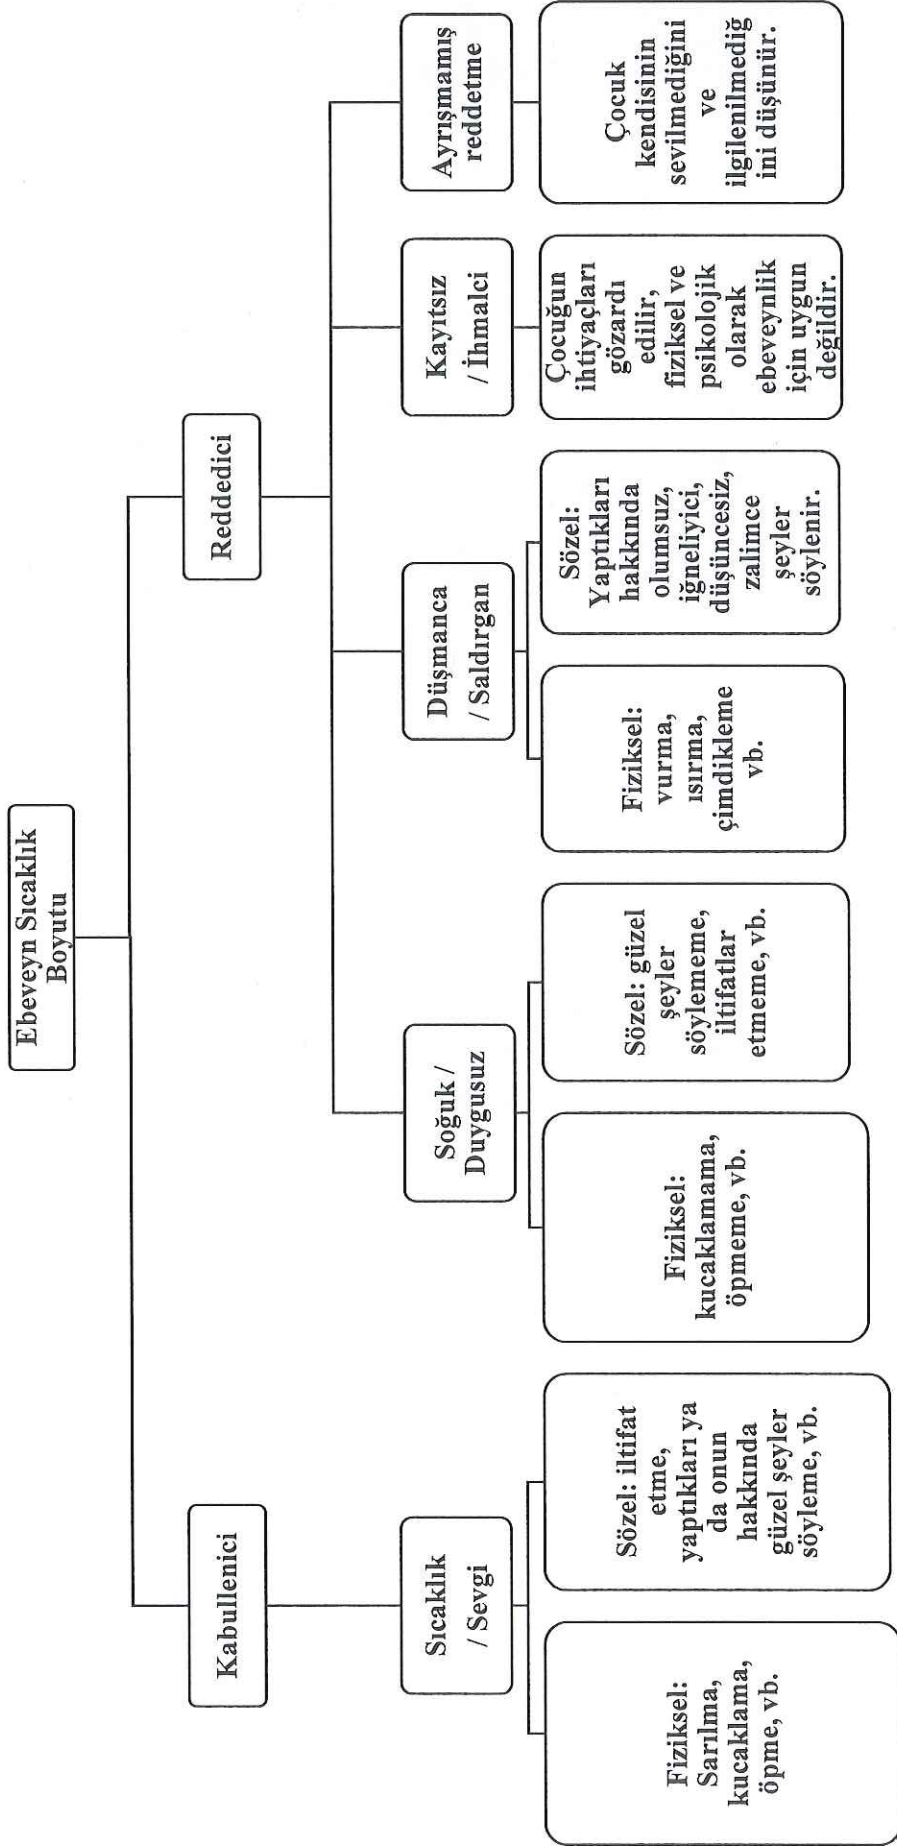 Ebeveyn Sıcaklık
Boyutu
Kabullenici
Reddedici
Sıcaklık
/ Sevgi
Soğuk /
Duygusuz
Düşmanca
/ Saldırgan
Kayıtsız
/ İhmalci
Ayrışmamış
reddetme
Fiziksel:
Sarılma,
kucaklama,
öpme, vb.
Sözel: iltifat
etme,
yaptıkları ya
da onun
hakkında
güzel şeyler
söyleme, vb.
Fiziksel:
kucaklamama,
öpmeme, vb.
Sözel: güzel
şeyler
söylememe,
iltifatlar
etmeme, vb.
Fiziksel:
vurma,
ısırma,
çimdikleme
vb.
Sözel:
Yaptıkları
hakkında
olumsuz,
iğneliyici,
düşüncesiz,
zalimce
şeyler
söylenir.
Çocuğun
ihtiyaçları
gözardı
edilir,
fiziksel ve
psikolojik
olarak
ebeveynlik
için uygun
değildir.
Çocuk
kendisinin
sevilmediğini
ve
ilgilenilmediğ
ini düşünür.